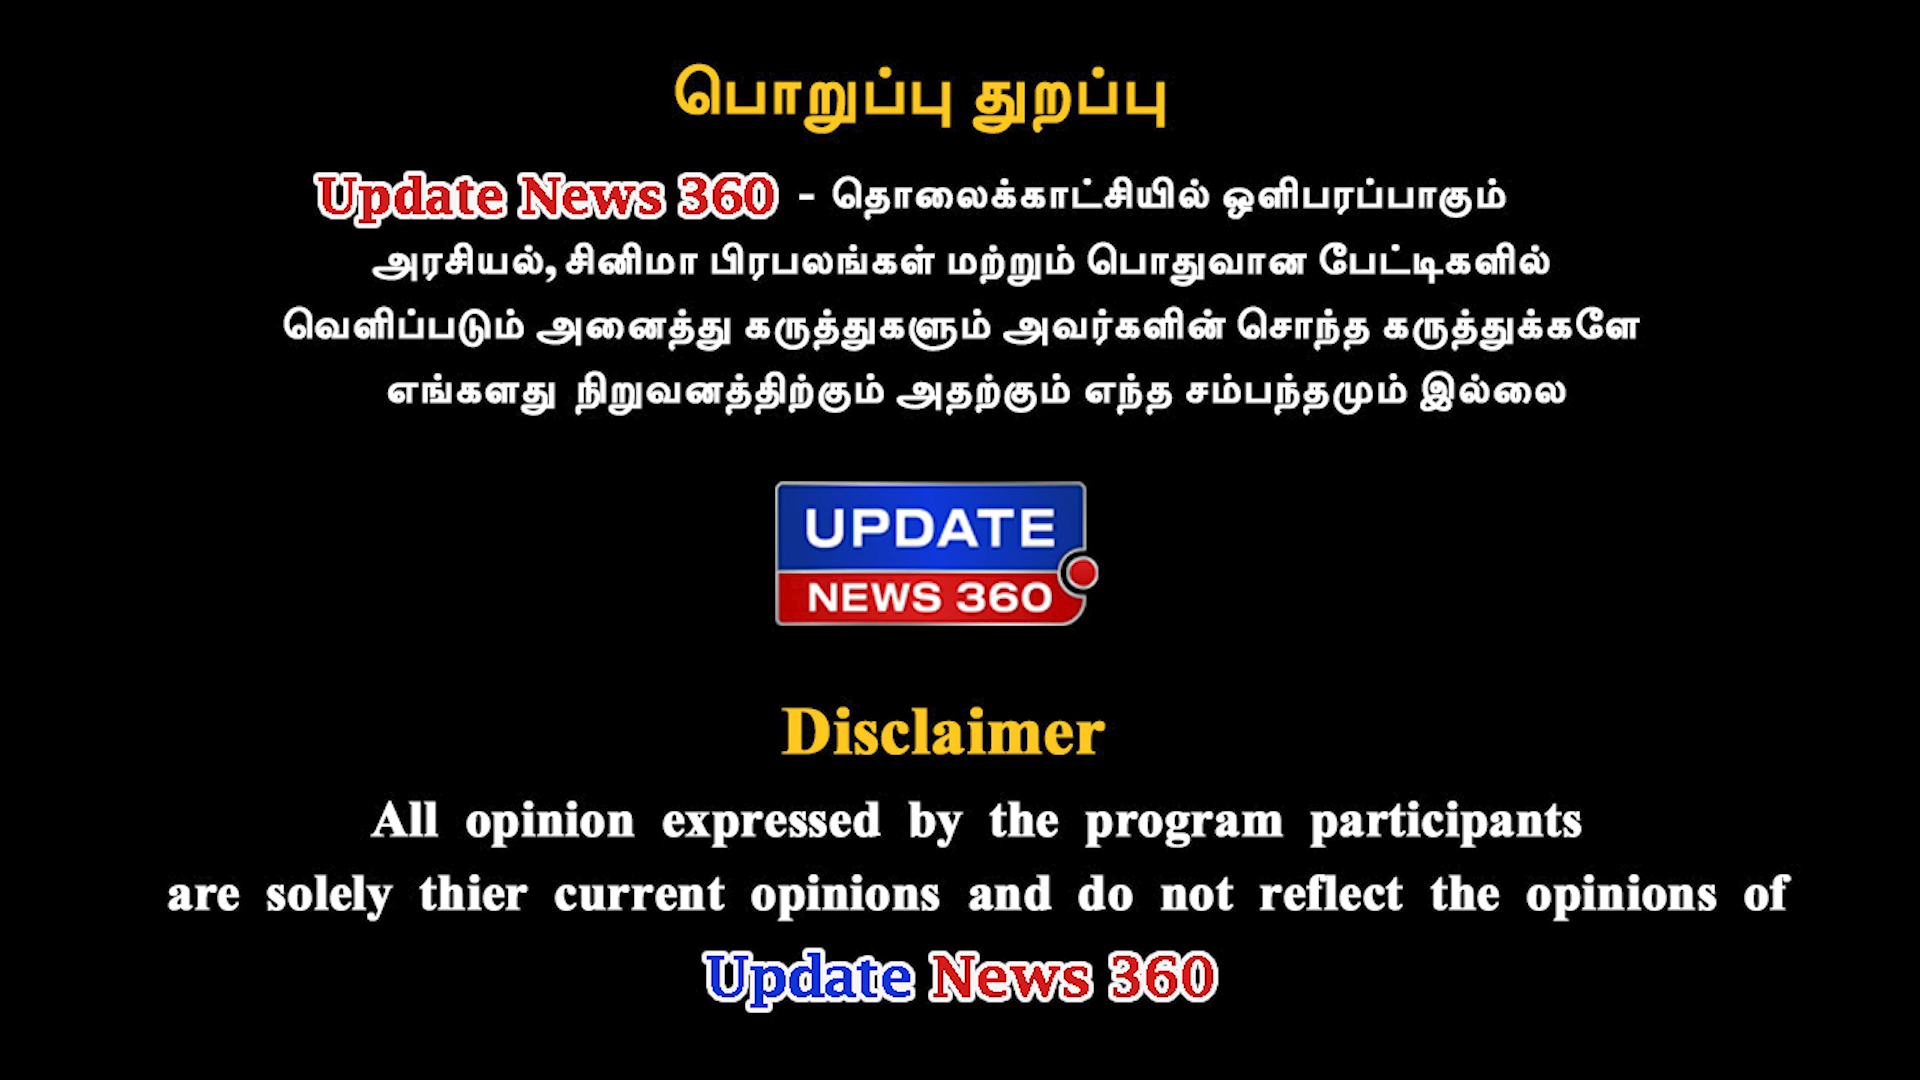 பொறுப்பு துறப்பு
Update News 360 - தொலைக்காட்சியில் ஒளிபரப்பாகும்
அரசியல், சினிமா பிரபலங்கள் மற்றும் பொதுவான பேட்டிகளில்
வெளிப்படும் அனைத்து கருத்துகளும் அவர்களின் சொந்த கருத்துக்களே
எங்களது நிறுவனத்திற்கும் அதற்கும் எந்த சம்பந்தமும் இல்லை
UPDATE
NEWS 360
Disclaimer
All opinion expressed by the program participants
are solely thier current opinions and do not reflect the opinions of
Update News 360